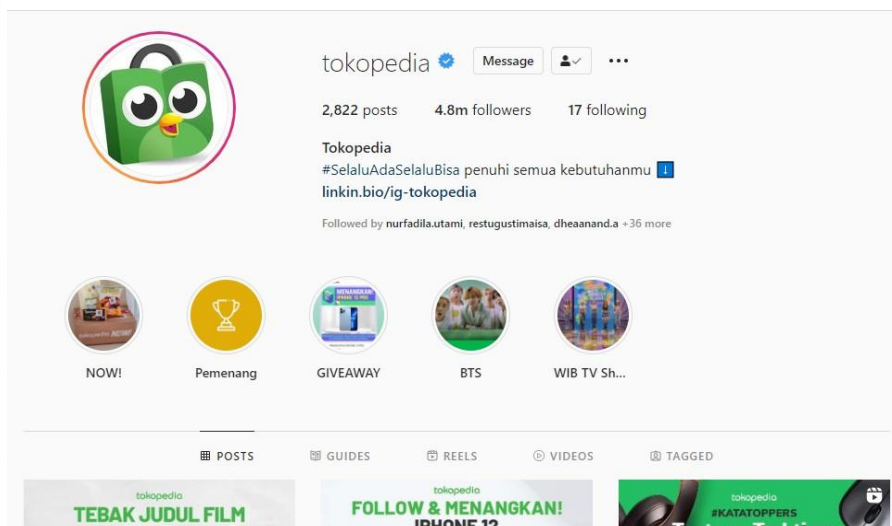 tokopedia Message
2,822 posts 4.8m followers 17 following
Tokopedia
#SelaluAdaSelaluBisa penuhi semua kebutuhanmu
linkin.bio/ig-tokopedia
Followed by nurfadila.utami, restugustimaisa, dheaanand.a +36 more
MENANGKAN!
NOW! Pemenang GIVEAWAY BTS WIB TV Sh...
POSTS GUIDES REELS VIDEOS TAGGED
tokopedia
TEBAK JUDUL FILM
tokopedia
FOLLOW & MENANGKAN!
IPHONE 12
tokopedia
#KATATOPPERS